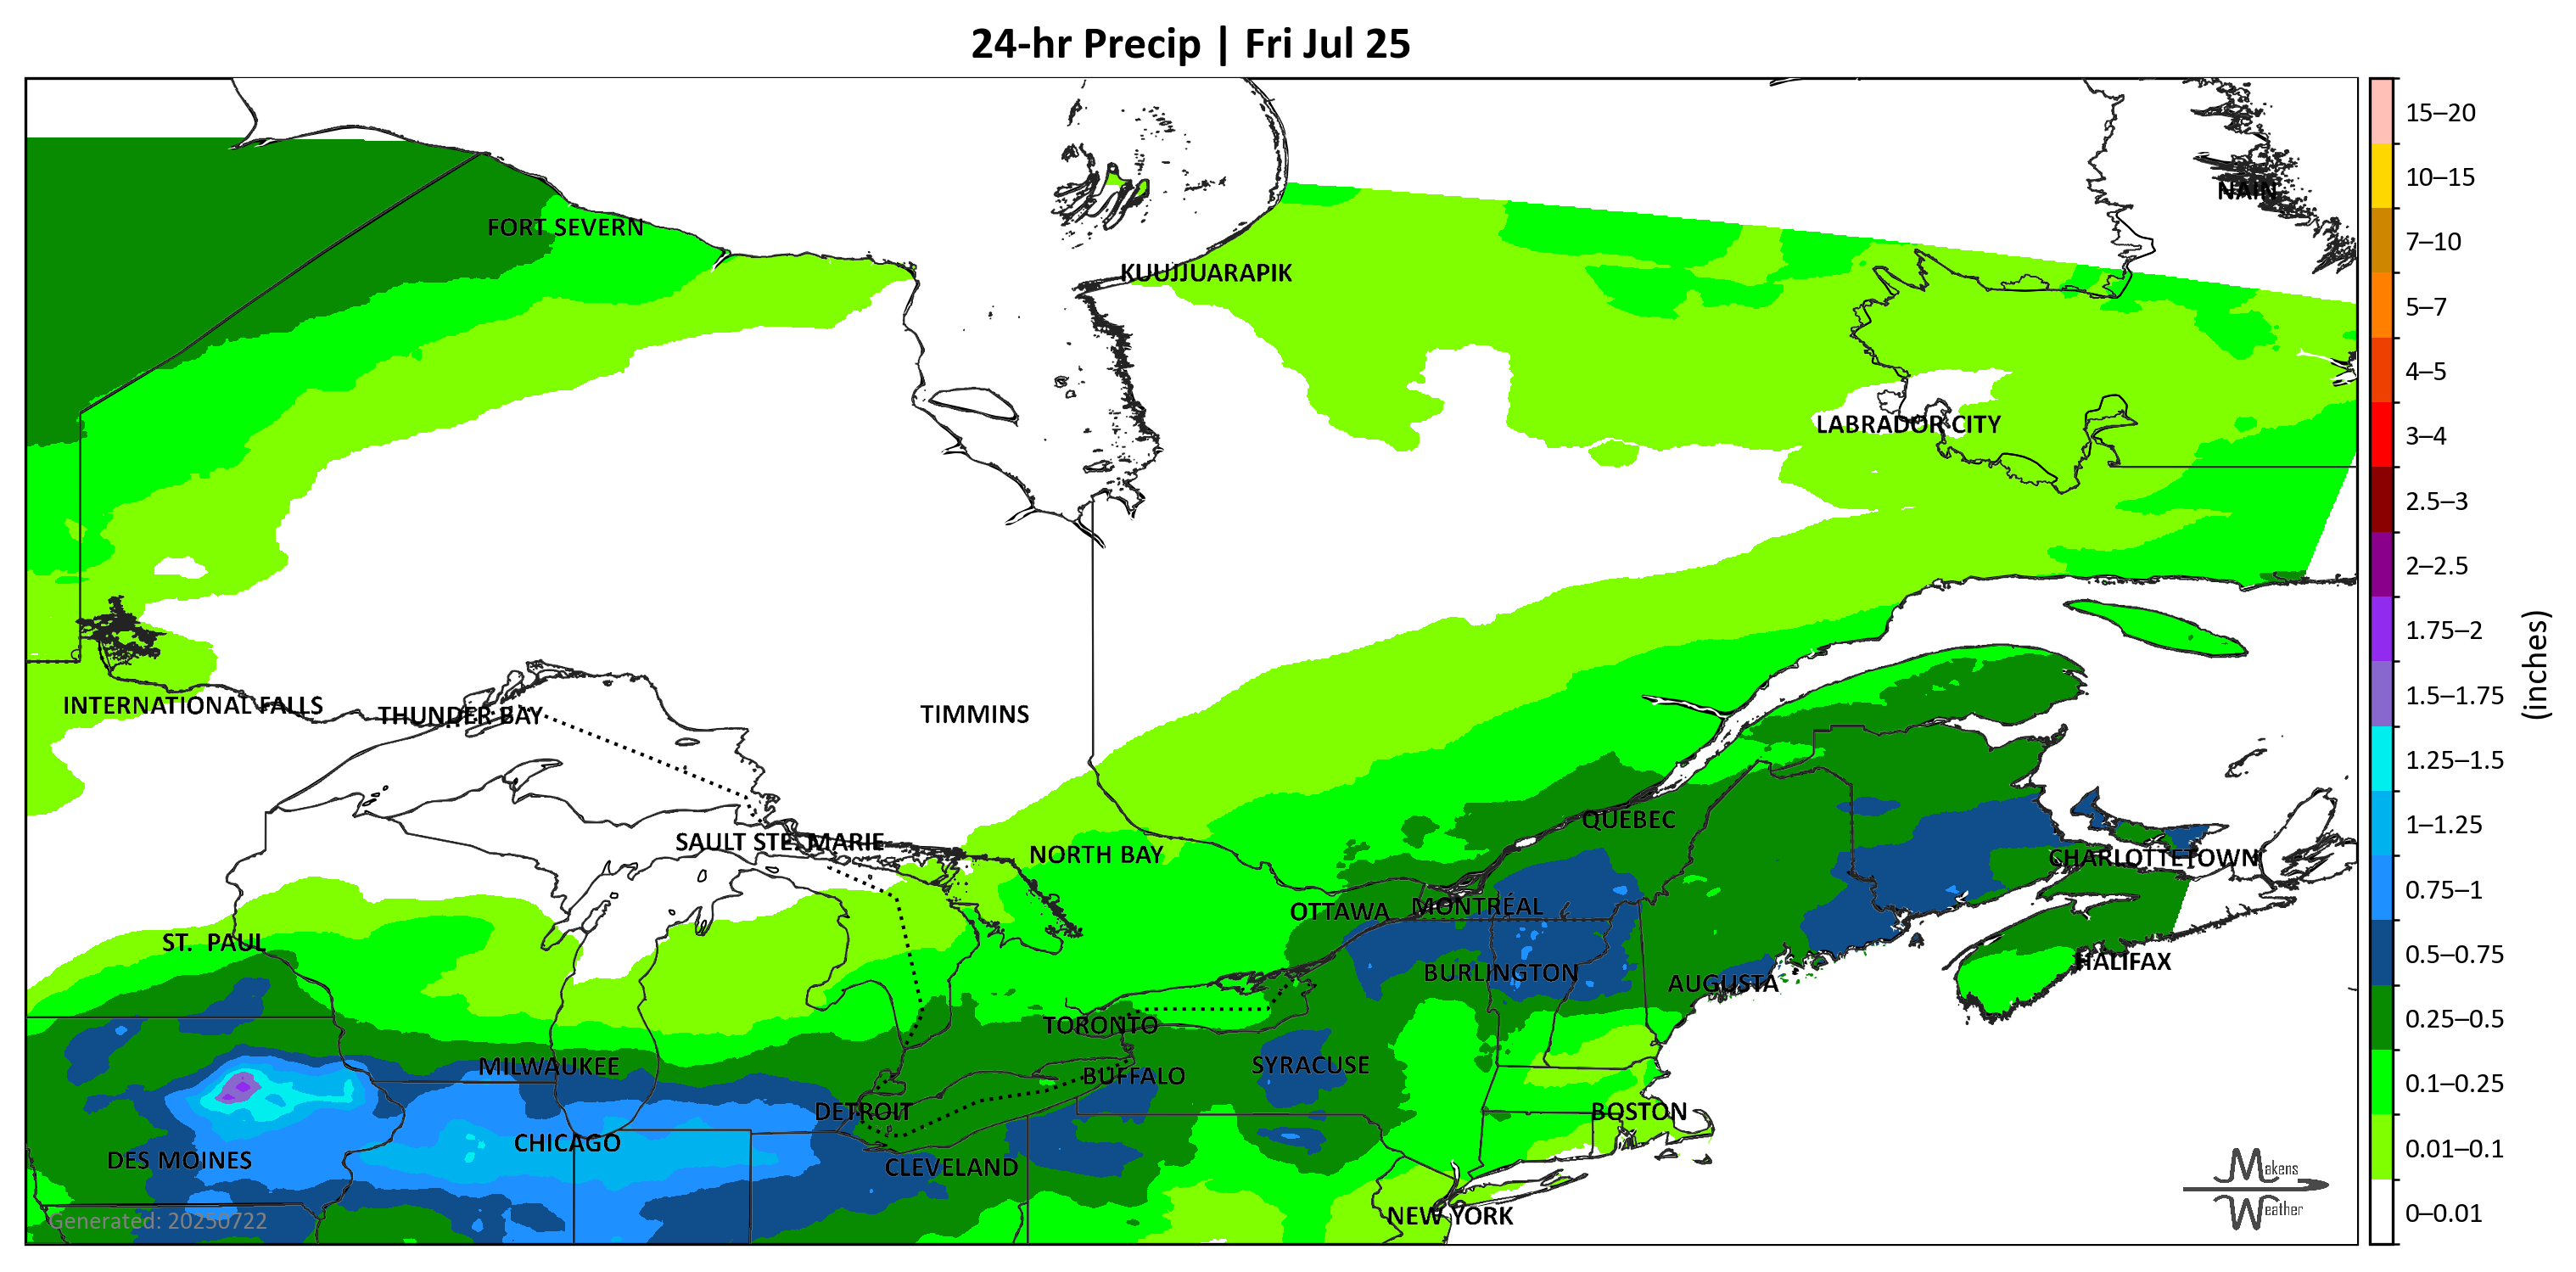 24-hr Precip | Fri Jul 25
15–20
10–15
NAIN
FORT SEVERN
7–10
KUUJJUARAPIK
5–7
4–5
LABRADOR CITY
3–4
2.5–3
2–2.5
1.75–2
(inches)
1.5–1.75
INTERNATIONAL FALLS
THUNDER BAY
TIMMINS
1.25–1.5
QUEBEC
1–1.25
SAULT STE. MARIE
NORTH BAY
CHARLOTTETOWN
0.75–1
OTTAWA
MONTRÉAL
ST. PAUL
0.5–0.75
HALIFAX
BURLINGTON
AUGUSTA
0.25–0.5
TORONTO
MILWAUKEE
SYRACUSE
BUFFALO
0.1–0.25
DETROIT
BOSTON
CHICAGO
0.01–0.1
DES MOINES
CLEVELAND
Makens
Weather
NEW YORK
0–0.01
Generated: 20250722